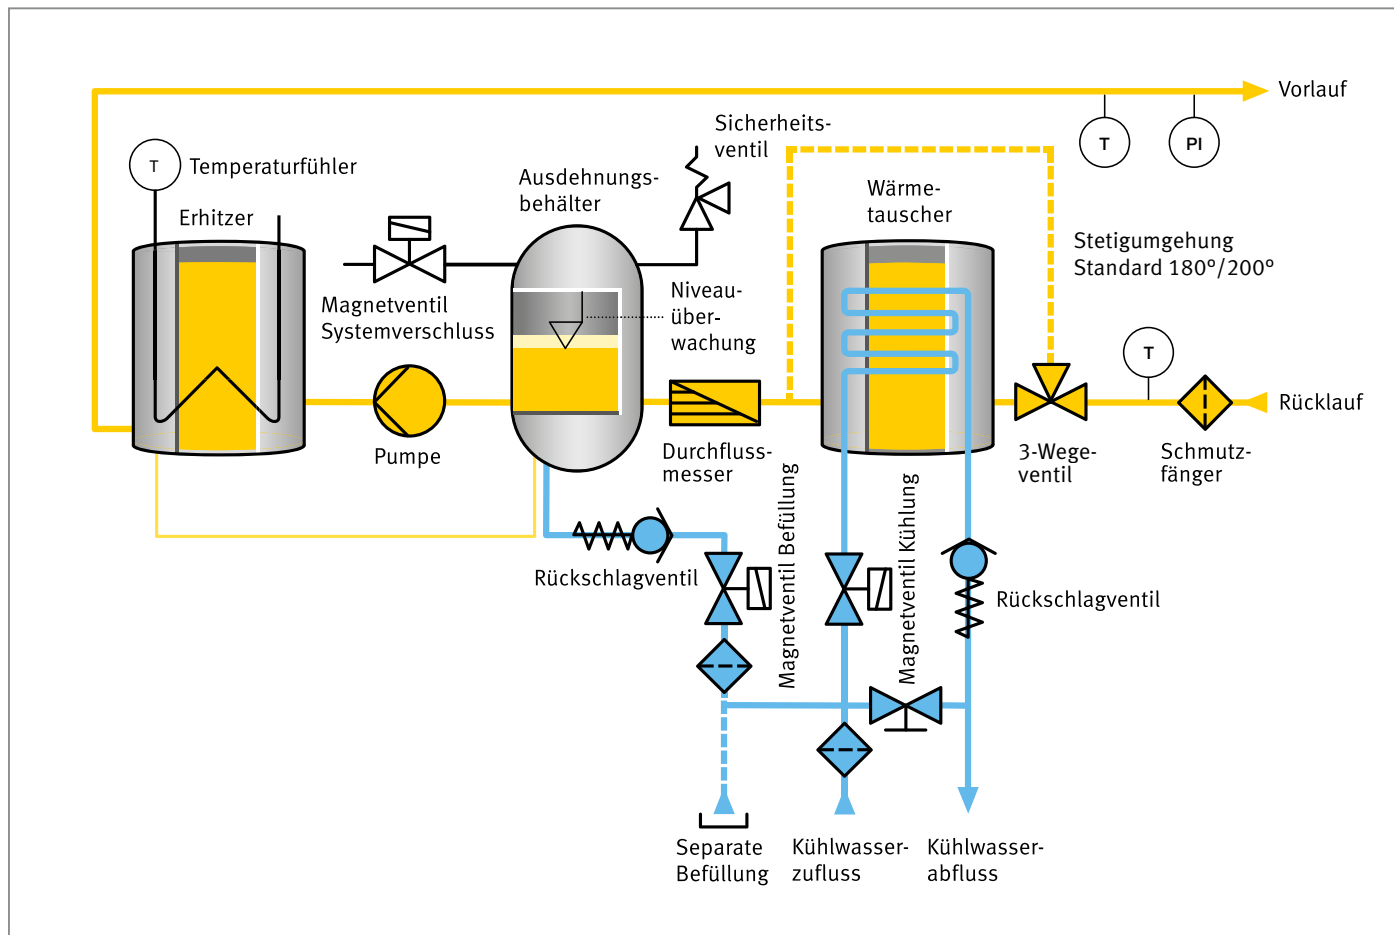 Vorlauf
T
PI
Sicherheits-
ventil
T
Temperaturfühler
Ausdehnungs-
behälter
Wärme-
tauscher
Erhitzer
Stetigumgehung
Standard 180°/200°
Magnetventil
Systemverschluss
Niveau-
über-
wachung
T
Rücklauf
Pumpe
Durchfluss-
messer
3-Wege-
ventil
Schmutz-
fänger
Magnetventil Befüllung
Magnetventil Kühlung
Rückschlagventil
Rückschlagventil
Separate
Befüllung
Kühlwasser-
zufluss
Kühlwasser-
abfluss